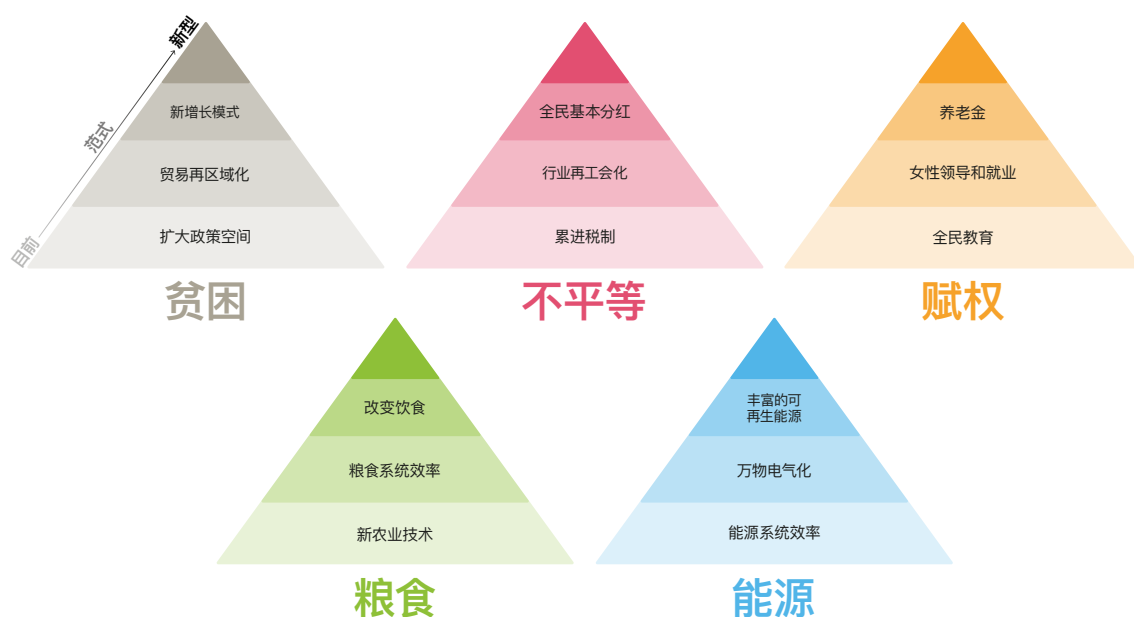 新型
范式
目前
新增长模式
贸易再区域化
扩大政策空间
贫困
全民基本分红
行业再工会化
累进税制
不平等
养老金
女性领导和就业
全民教育
赋权
改变饮食
粮食系统效率
新农业技术
粮食
丰富的可
再生能源
万物电气化
能源系统效率
能源